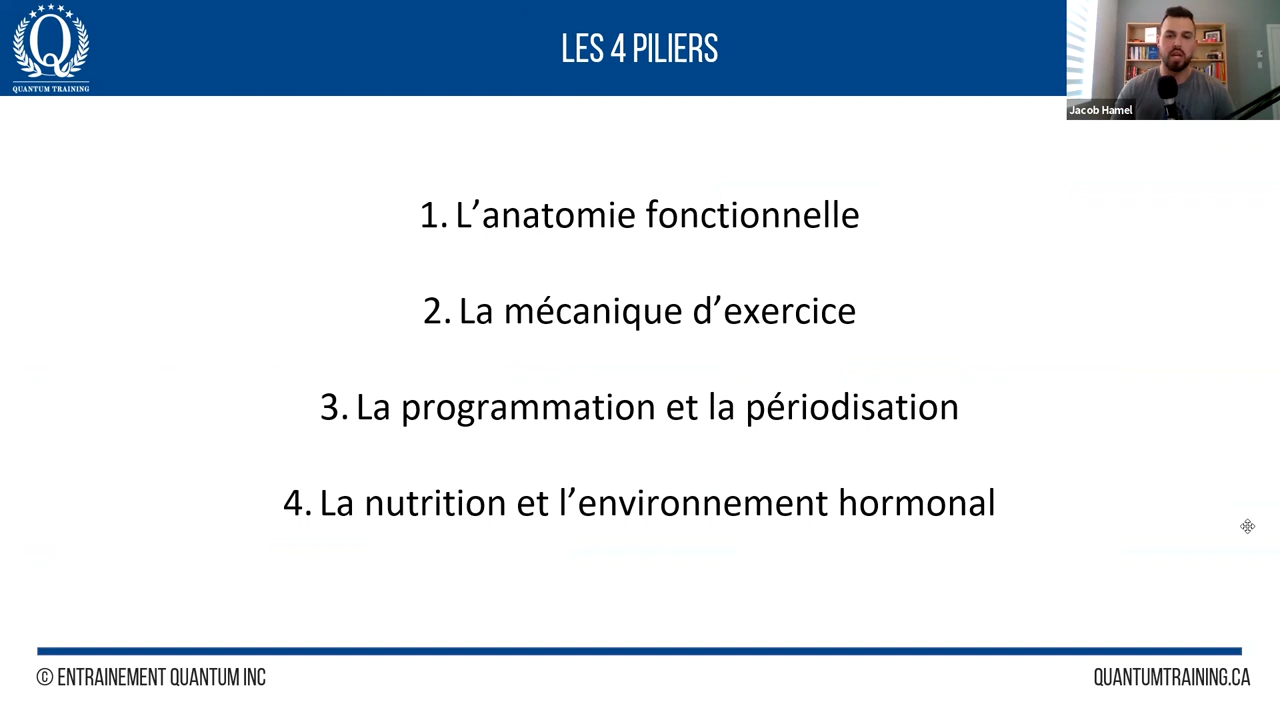 Q
QUANTUM TRAINING
LES 4 PILIERS
Jacob Hamel
1. L’anatomie fonctionnelle
2. La mécanique d’exercice
3. La programmation et la périodisation
4. La nutrition et l’environnement hormonal
© ENTRAINEMENT QUANTUM INC
QUANTUMTRAINING.CA